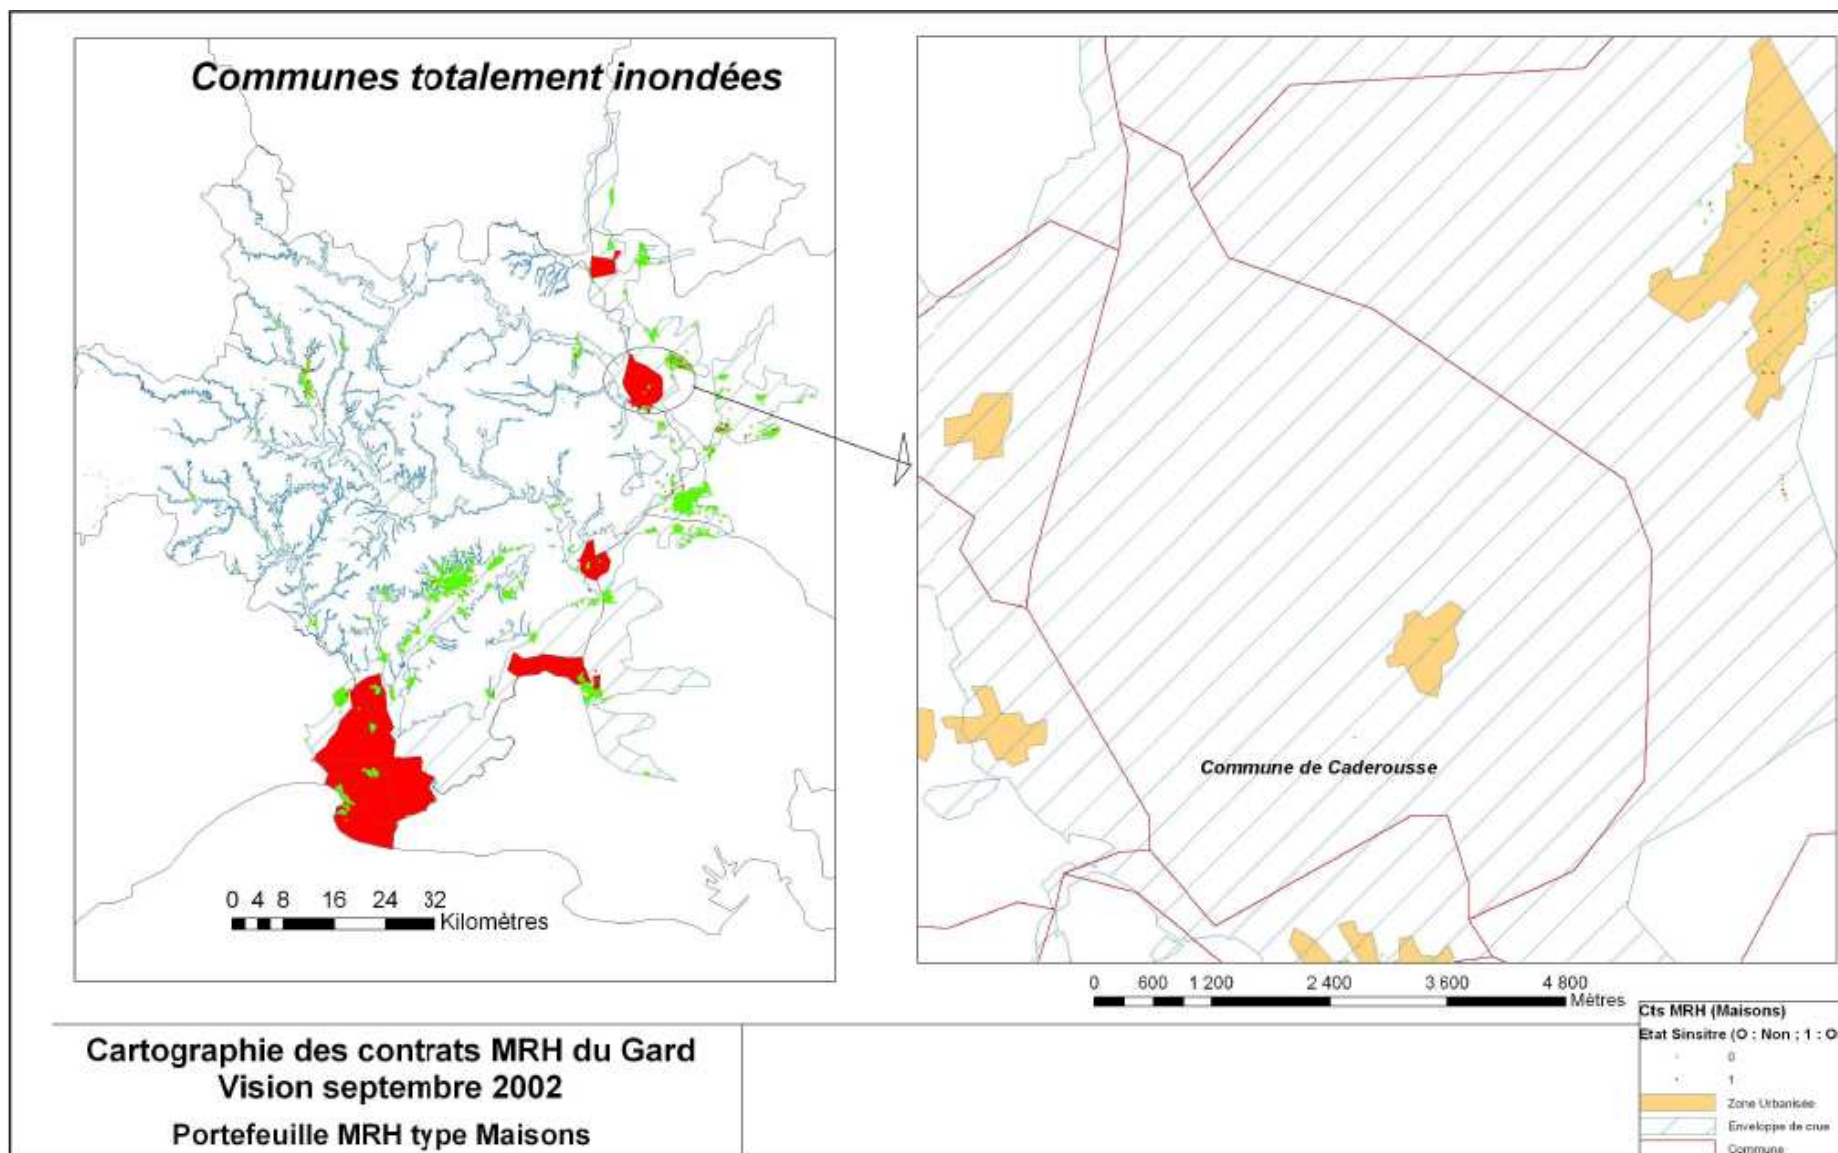 Communes totalement inondées
0 4 8 16 24 32
Kilomètres
Commune de Caderousse
0 600 1 200 2 400 3 600 4 800
Mètres
Cartographie des contrats MRH du Gard
Vision septembre 2002
Portefeuille MRH type Maisons
Cts MRH (Maisons)
Etat Sinsitre (O : Non ; 1 : O
0
1
Zone Urbanisée
Enveloppe de crue
Commune